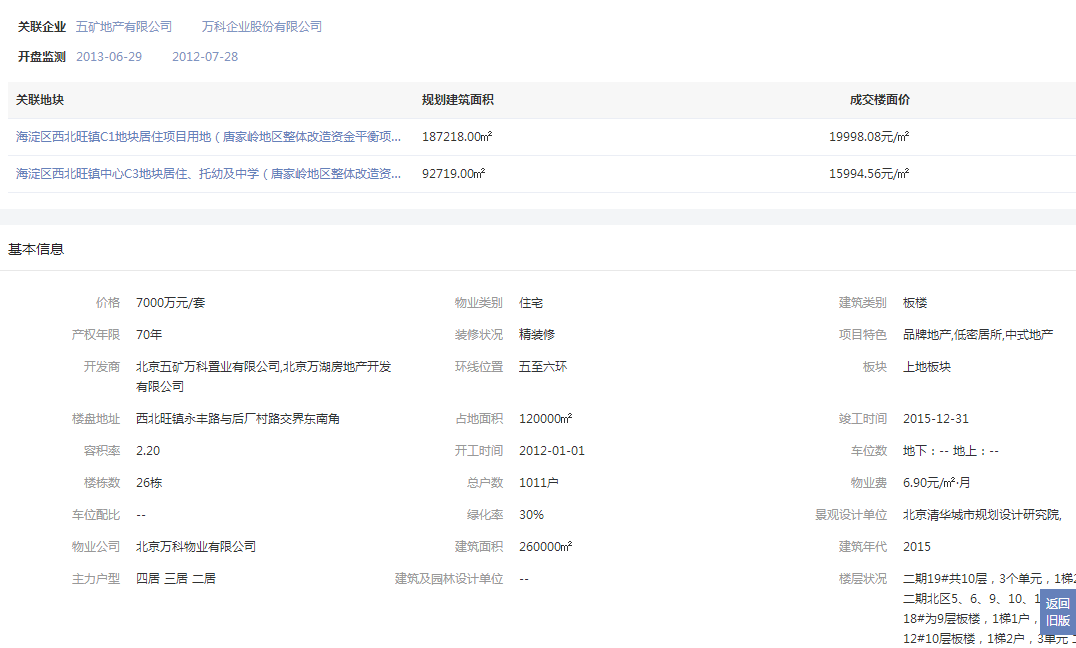 关联企业 五矿地产有限公司 万科企业股份有限公司
开盘监测 2013-06-29 2012-07-28
关联地块 规划建筑面积 成交楼面价
海淀区西北旺镇C1地块居住项目用地（唐家岭地区整体改造资金平衡项... 187218.00㎡ 19998.08元/㎡
海淀区西北旺镇中心C3地块居住、托幼及中学（唐家岭地区整体改造资... 92719.00㎡ 15994.56元/㎡
基本信息
价格 7000万元/套 物业类别 住宅 建筑类别 板楼
产权年限 70年 装修状况 精装修 项目特色 品牌地产,低密居所,中式地产
开发商 北京五矿万科置业有限公司,北京万湖房地产开发 环线位置 五至六环 板块 上地板块
有限公司
楼盘地址 西北旺镇永丰路与后厂村路交界东南角 占地面积 120000㎡ 竣工时间 2015-12-31
容积率 2.20 开工时间 2012-01-01 车位数 地下：-- 地上：--
楼栋数 26栋 总户数 1011户 物业费 6.90元/㎡·月
车位配比 -- 绿化率 30% 景观设计单位 北京清华城市规划设计研究院,
物业公司 北京万科物业有限公司 建筑面积 260000㎡ 建筑年代 2015
主力户型 四居 三居 二居 建筑及园林设计单位 -- 楼层状况 二期19#共10层，3个单元，1梯2
二期北区5、6、9、10、1
18#为9层板楼，1梯1户，
12#10层板楼，1梯2户，3单元
返回
旧版